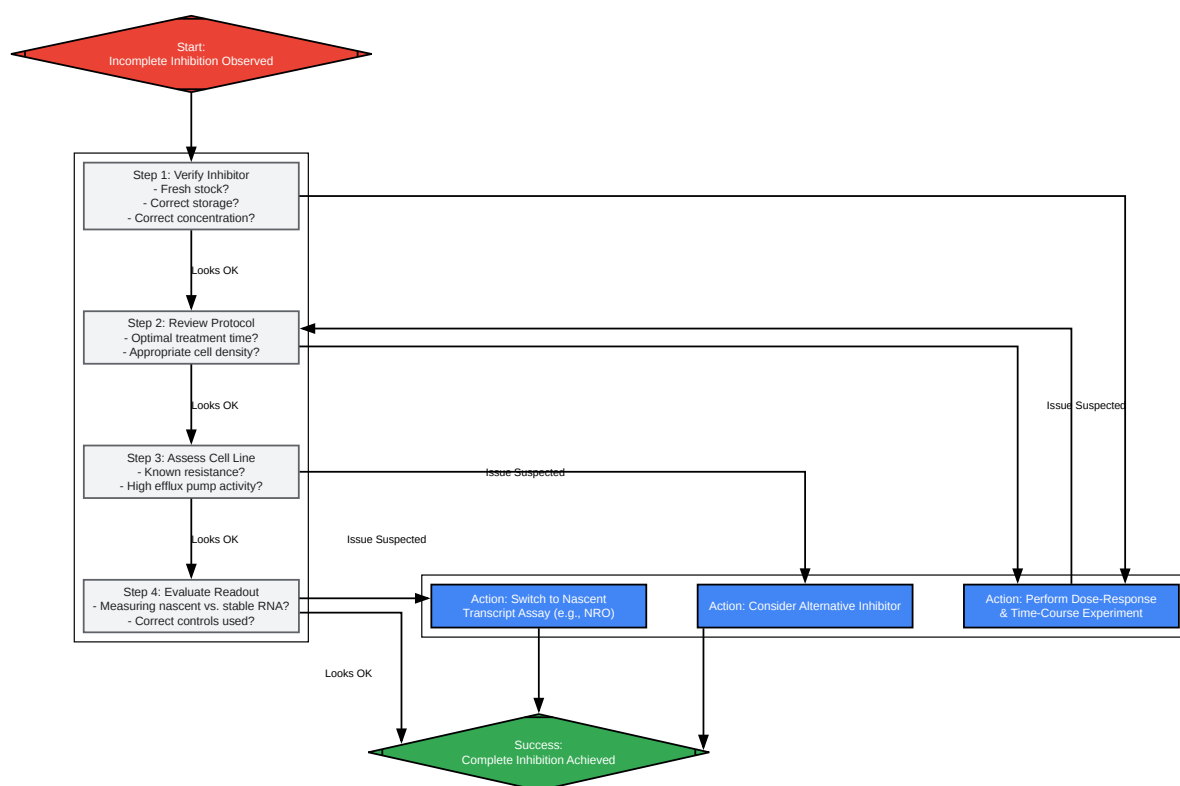 Start:
Incomplete Inhibition Observed
Step 1: Verify Inhibitor
- Fresh stock?
- Correct storage?
- Correct concentration?
Looks OK
Step 2: Review Protocol
- Optimal treatment time?
- Appropriate cell density?
Looks OK
Issue Suspected
Step 3: Assess Cell Line
- Known resistance?
- High efflux pump activity?
Issue Suspected
Looks OK
Issue Suspected
Step 4: Evaluate Readout
- Measuring nascent vs. stable RNA?
- Correct controls used?
Action: Switch to Nascent
Transcript Assay (e.g., NRO)
Action: Consider Alternative Inhibitor
Action: Perform Dose-Response
& Time-Course Experiment
Looks OK
Success:
Complete Inhibition Achieved